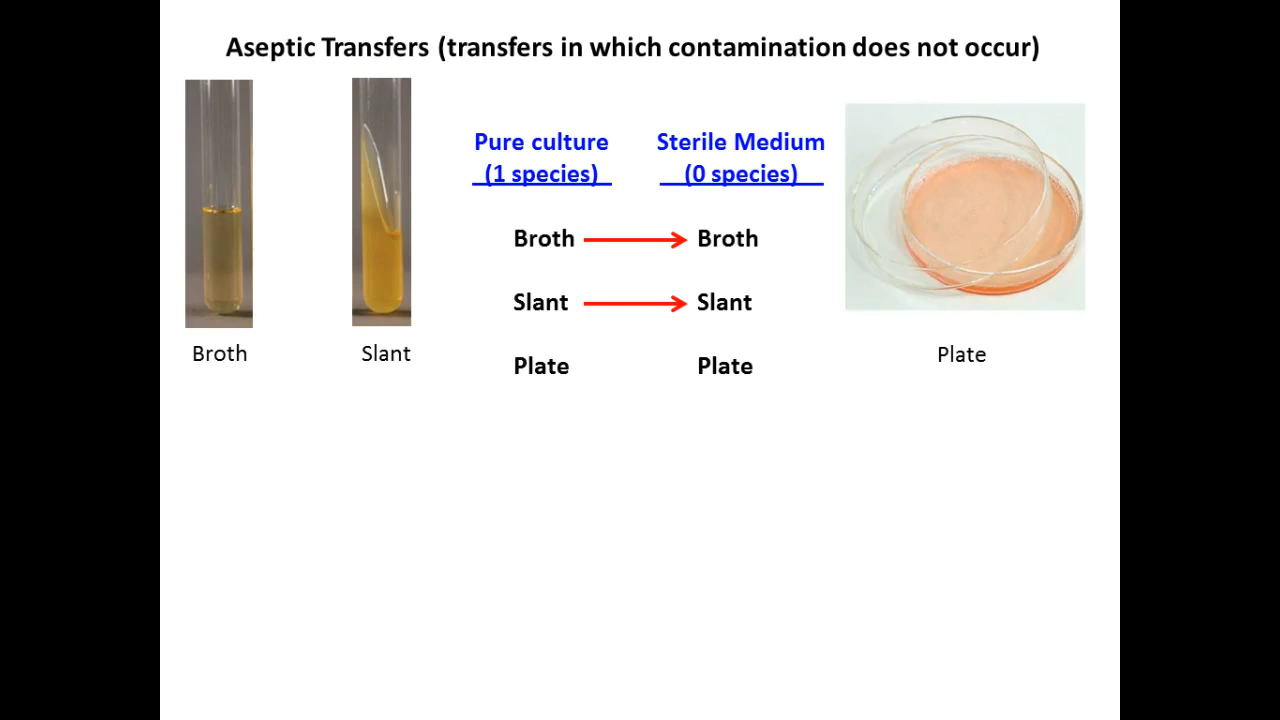 Aseptic Transfers (transfers in which contamination does not occur)
Pure culture
(1 species)
Sterile Medium
(0 species)
Broth Broth
Slant Slant
Plate Plate
Broth
Slant
Plate